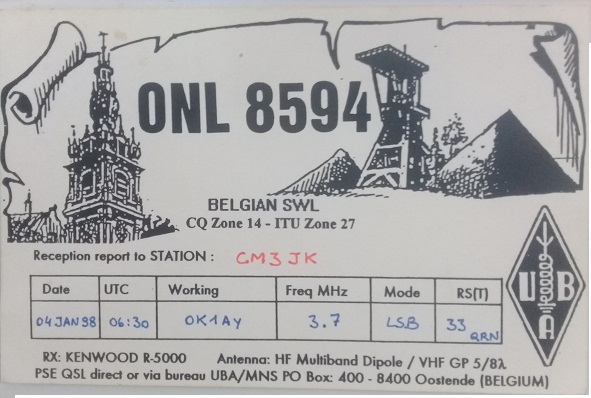 ONL 8594
BELGIAN SWL
CQ Zone 14 - ITU Zone 27
Reception report to STATION : CM3JK
Date UTC Working Freq MHz Mode RS(T)
04 JAN 98 06:30 OK1AY 3.7 LSB 33 QRN
UBA
RX: KENWOOD R-5000 Antenna: HF Multiband Dipole / VHF GP 5/8λ
PSE QSL direct or via bureau UBA/MNS PO Box: 400 - 8400 Oostende (BELGIUM)